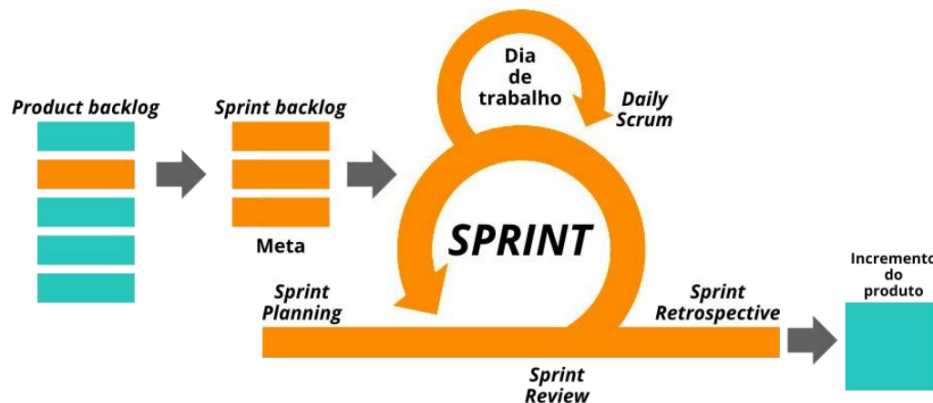 Dia
de
trabalho
Daily
Scrum
Product backlog
Sprint backlog
Meta
SPRINT
Sprint
Planning
Sprint
Retrospective
Sprint
Review
Incremento
do
produto